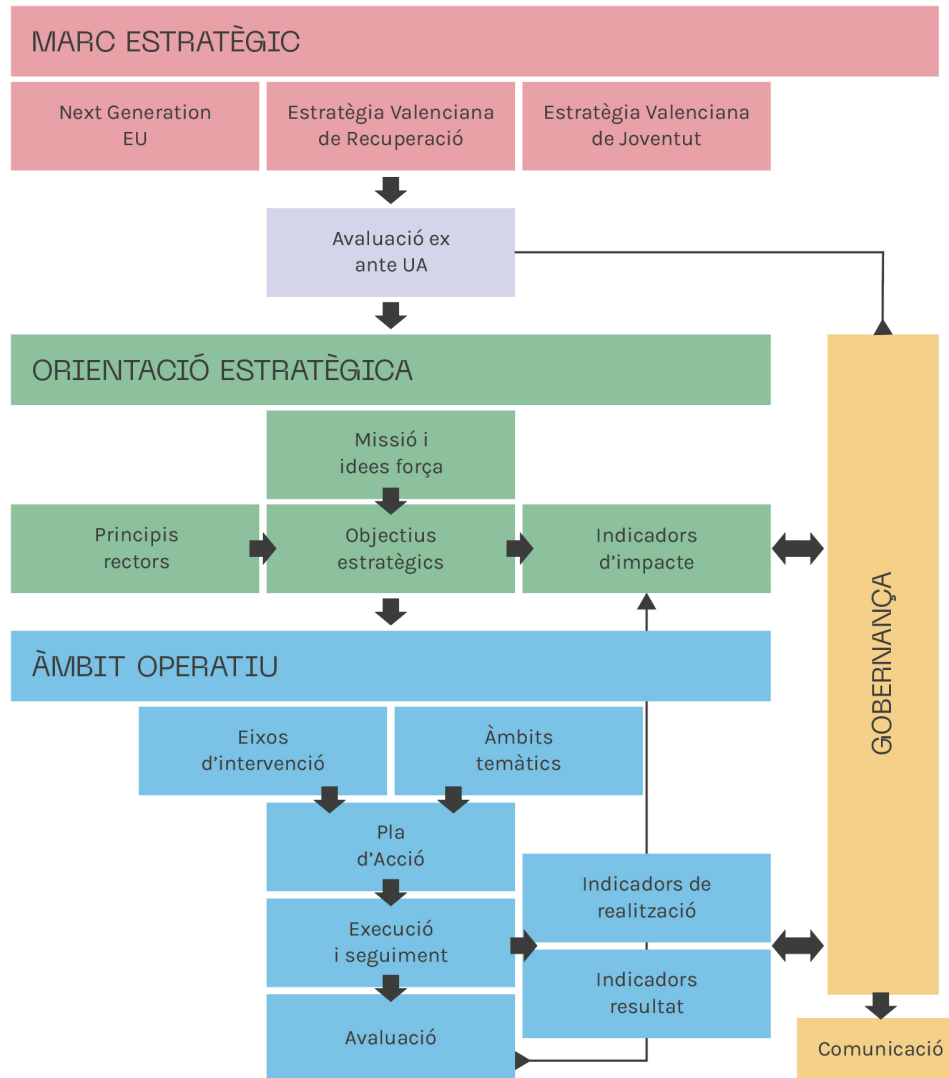 MARC ESTRATÈGIC
Next Generation
EU
Estratègia Valenciana
de Recuperació
Estratègia Valenciana
de Joventut
Avaluació ex
ante UA
ORIENTACIÓ ESTRATÈGICA
Missió i
idees força
Principis
rectors
Objectius
estratègics
Indicadors
d'impacte
GOBERNANÇA
ÀMBIT OPERATIU
Eixos
d'intervenció
Àmbits
temàtics
Pla
d'Acció
Execució
i seguiment
Indicadors de
realització
Indicadors
resultat
Avaluació
Comunicació